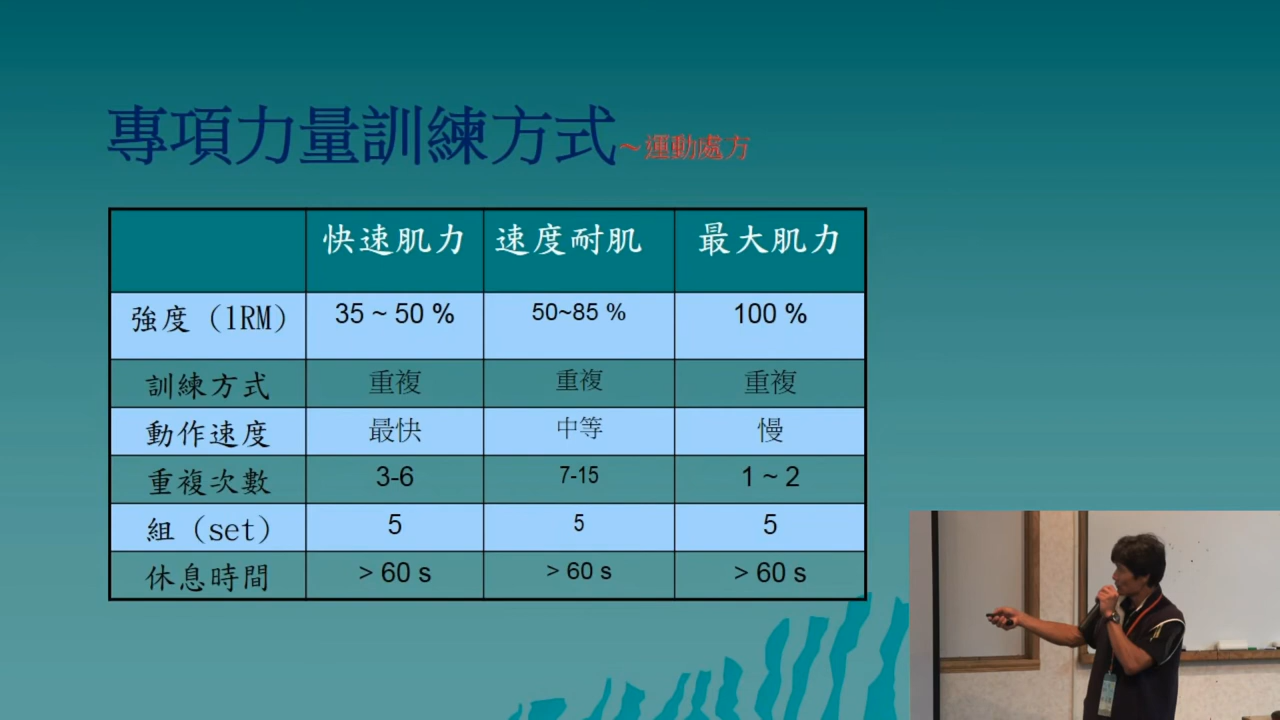 專項力量訓練方式～運動處方
快速肌力 速度耐肌 最大肌力
強度（1RM） 35 ~ 50 % 50~85 % 100 %
訓練方式 重複 重複 重複
動作速度 最快 中等 慢
重複次數 3-6 7-15 1 ~ 2
組（set） 5 5 5
休息時間 > 60 s > 60 s > 60 s